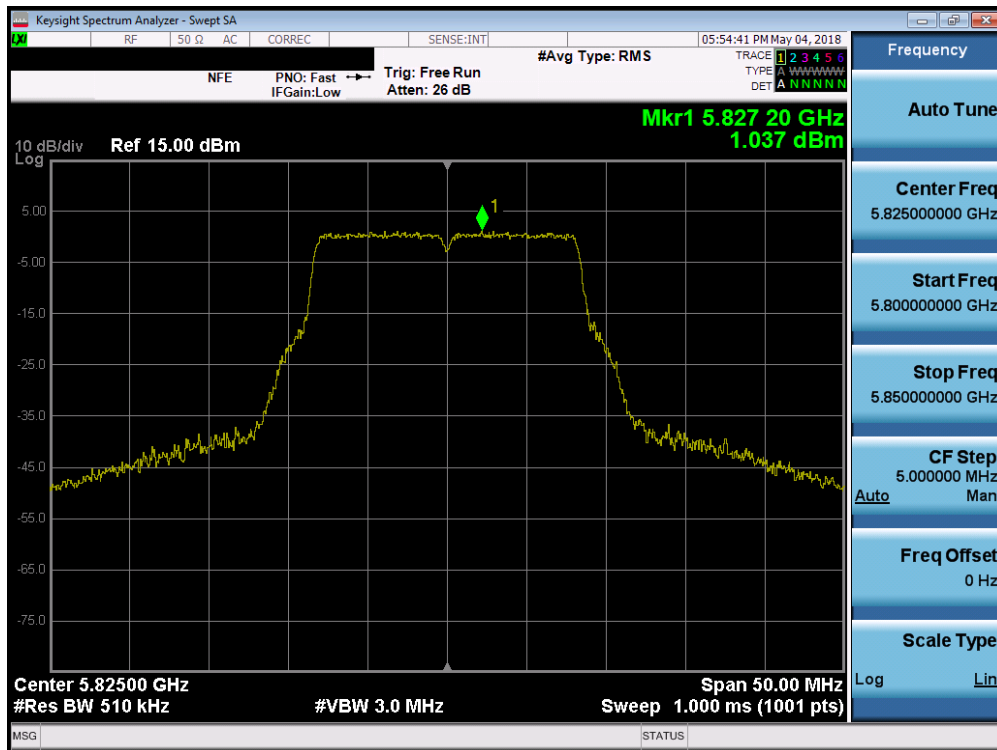 Keysight Spectrum Analyzer - Swept SA
LXI RF 50 Ω AC CORREC SENSE:INT 05:54:41 PM May 04, 2018
#Avg Type: RMS
TRACE 1 2 3 4 5 6
TYPE A WWWWW
DET A N N N N N
NFE PNO: Fast Trig: Free Run
IFGain:Low Atten: 26 dB
Mkr1 5.827 20 GHz
1.037 dBm
10 dB/div Ref 15.00 dBm
Log
1
5.00
-5.00
-15.0
-25.0
-35.0
-45.0
-55.0
-65.0
-75.0
Center 5.82500 GHz Span 50.00 MHz
#Res BW 510 kHz #VBW 3.0 MHz Sweep 1.000 ms (1001 pts)
MSG STATUS
Frequency
Auto Tune
Center Freq
5.825000000 GHz
Start Freq
5.800000000 GHz
Stop Freq
5.850000000 GHz
CF Step
5.000000 MHz
Auto Man
Freq Offset
0 Hz
Scale Type
Log Lin